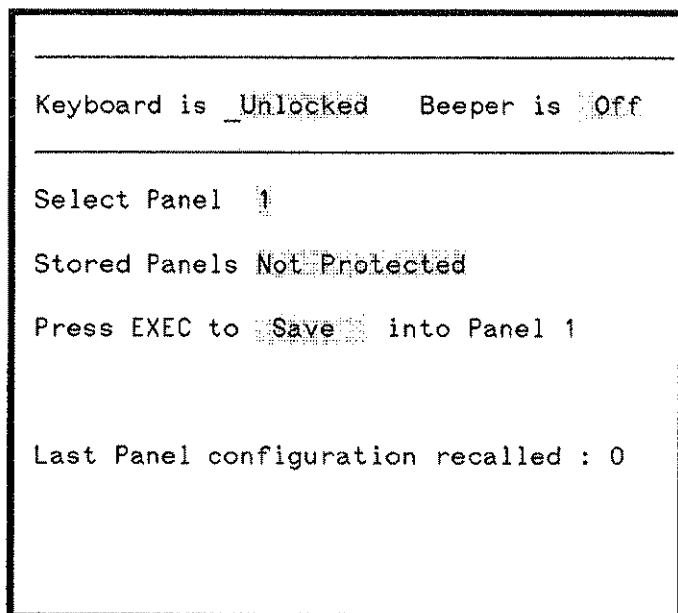 Keyboard is _Unlocked Beeper is Off
Select Panel 1
Stored Panels Not Protected
Press EXEC to Save into Panel 1
Last Panel configuration recalled : 0